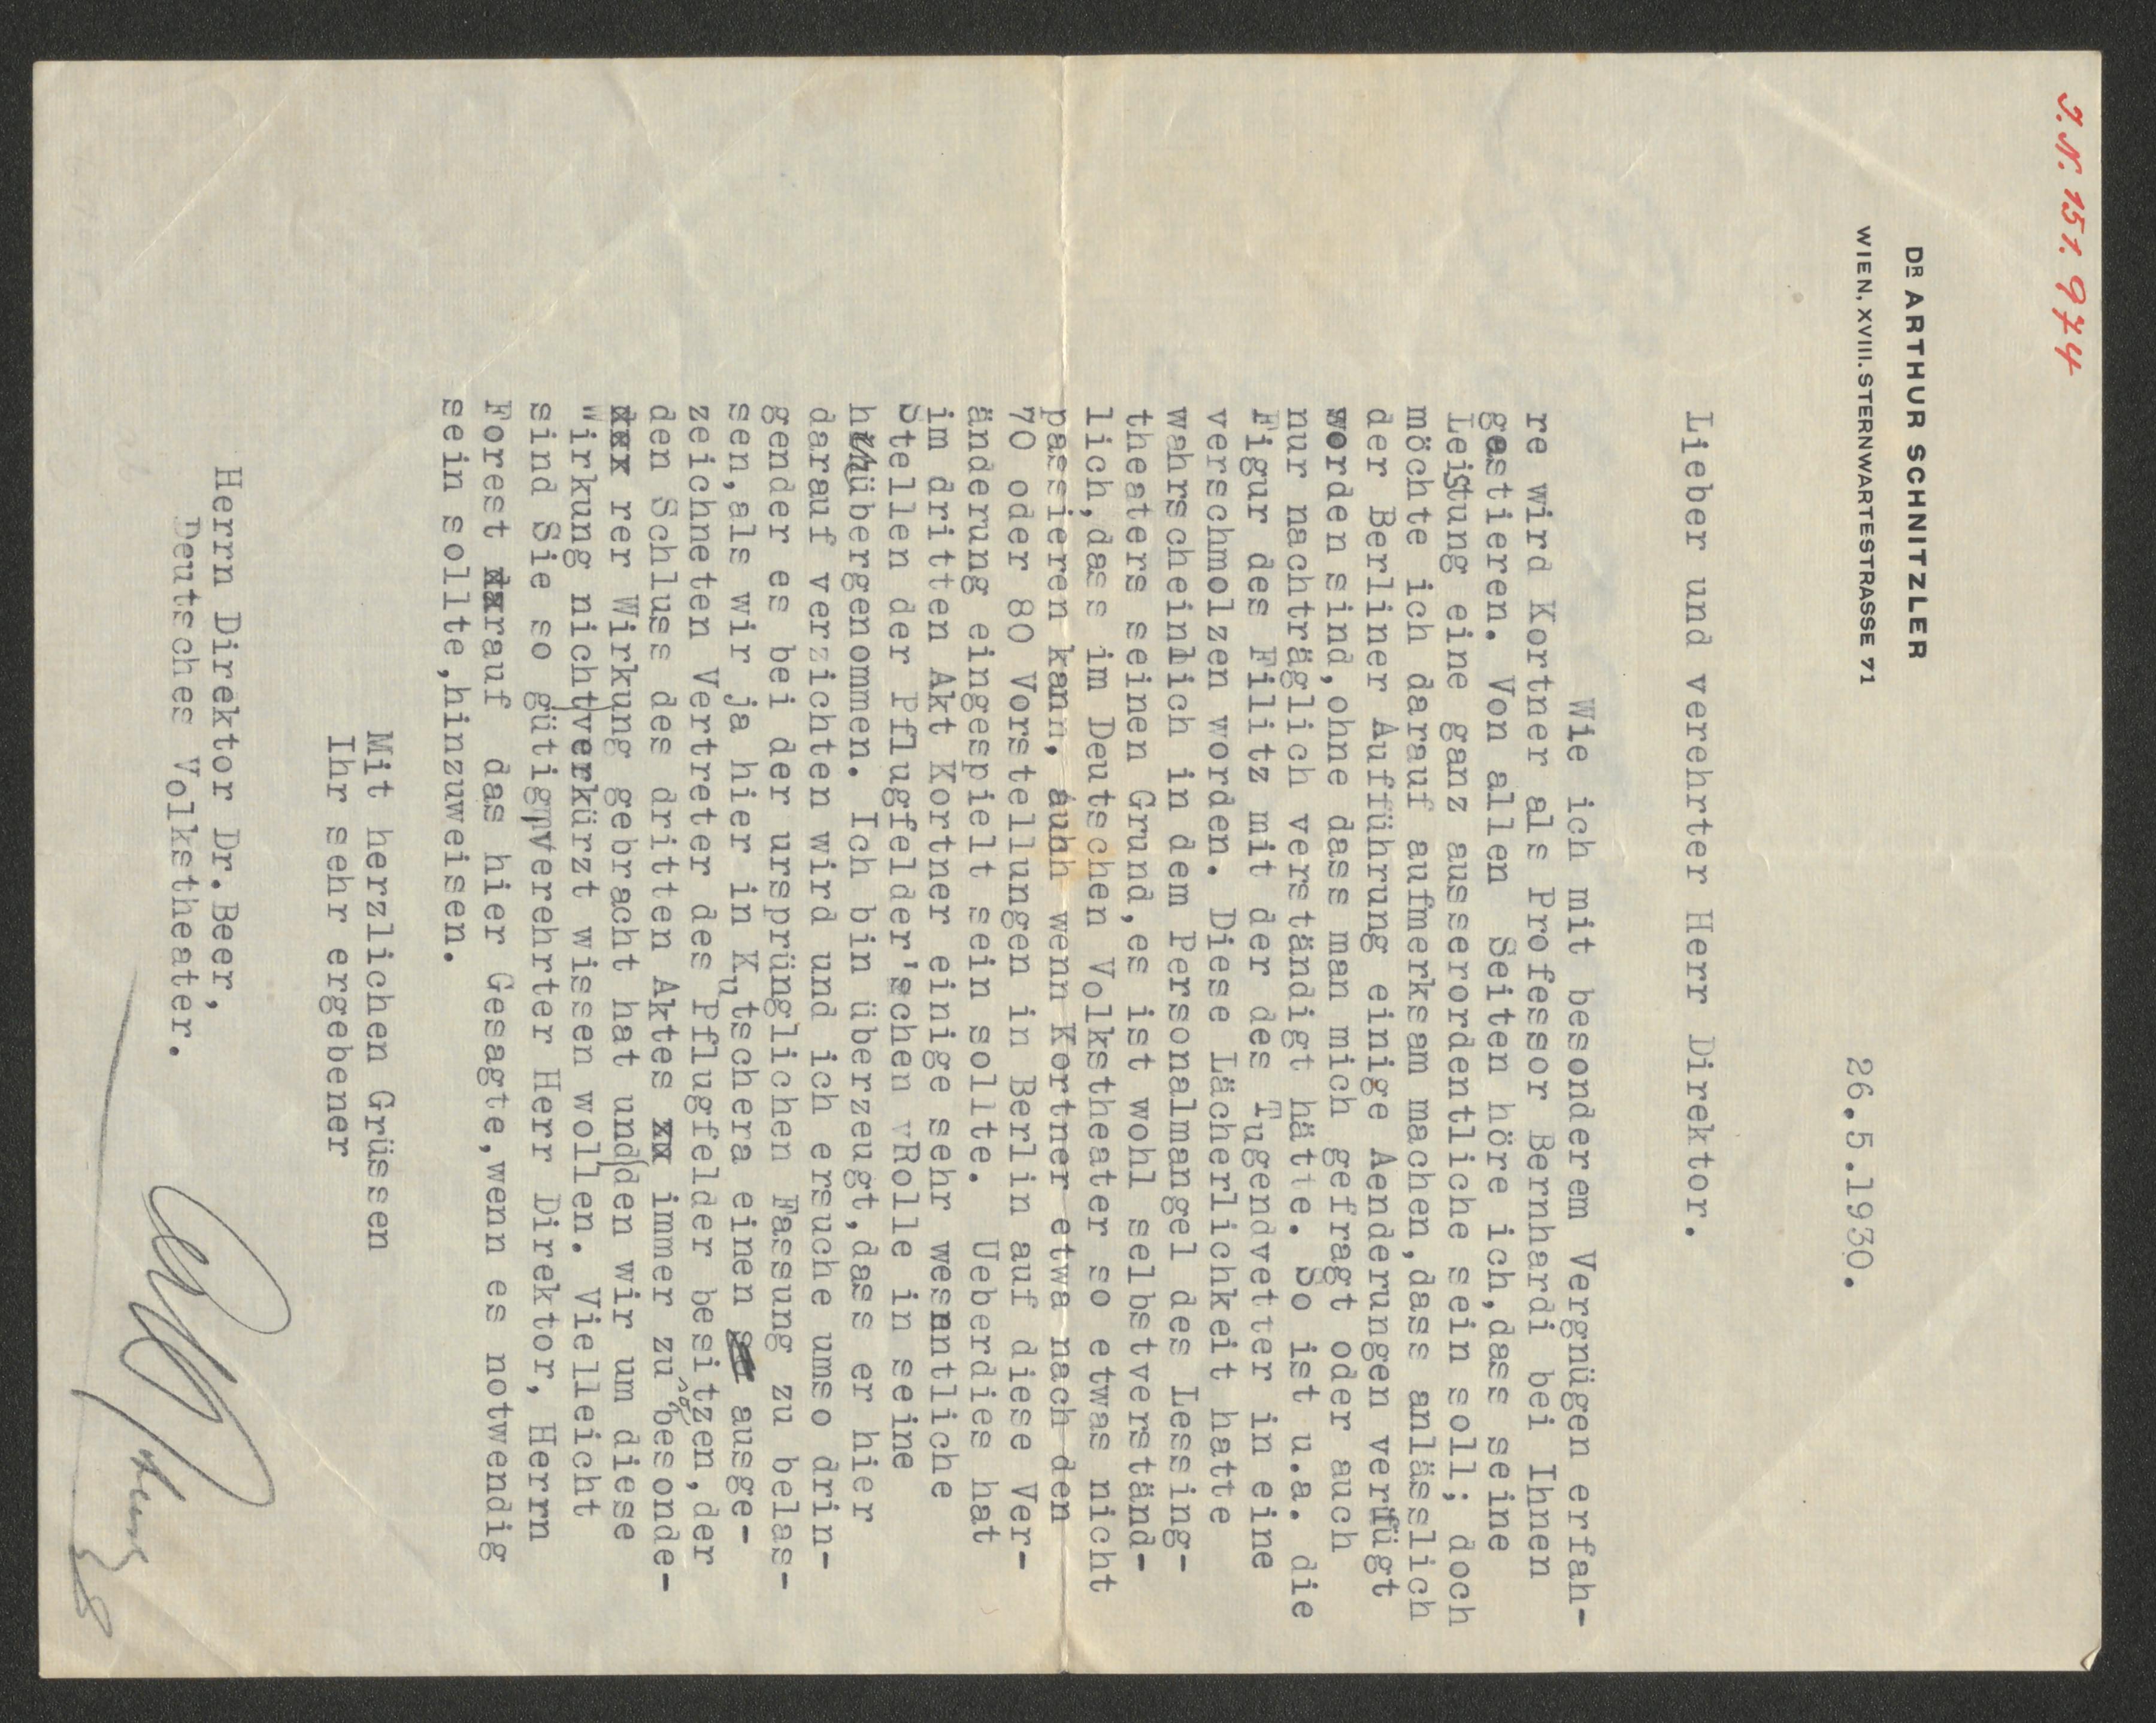 I.N. 151.974
DR ARTHUR SCHNITZLER
WIEN, XVIII. STERNWARTESTRASSE 71
26.5.1930.
Lieber und verehrter Herr Direktor.
Wie ich mit besonderem Vergnügen erfah-
re wird Kortner als Professor Bernhardi bei Ihnen
gastieren. Von allen Seiten höre ich,dass seine
Leistung eine ganz ausserordentliche sein soll; doch
möchte ich darauf aufmerksam machen,dass anlässlich
der Berliner Aufführung einige Aenderungen verfügt
worden sind,ohne dass man mich gefragt oder auch
nur nachträglich verständigt hätte. So ist u.a. die
Figur des Filitz mit der des Tugendvetter in eine
verschmolzen worden. Diese Lächerlichkeit hatte
wahrscheinlich in dem Personalmangel des Lessing-
theaters seinen Grund,es ist wohl selbstverständ-
lich,dass im Deutschen Volkstheater so etwas nicht
passieren kann, auhh wenn Kortner etwa nach den
70 oder 80 Vorstellungen in Berlin auf diese Ver-
änderung eingespielt sein sollte. Ueberdies hat
im dritten Akt Kortner einige sehr wesnntliche
Stellen der Pflugfelder'schen vRolle in seine
hinübergenommen. Ich bin überzeugt,dass er hier
darauf verzichten wird und ich ersuche umso drin-
gender es bei der ursprünglichen Fassung zu belas-
sen,als wir ja hier in Kutschera einen ausge-
zeichneten Vertreter des Pflugfelder besitzen,der
den Schluss des dritten Aktes xx immer zu so besonde-
dxx rer Wirkung gebracht hat und den wir um diese
Wirkung nicht verkürzt wissen wollen. Vielleicht
sind Sie so gütig, verehrter Herr Direktor, Herrn
Forest darauf das hier Gesagte,wenn es notwendig
sein sollte,hinzuweisen.
Mit herzlichen Grüssen
Ihr sehr ergebener
Herrn Direktor Dr.Beer,
Deutsches Volkstheater.